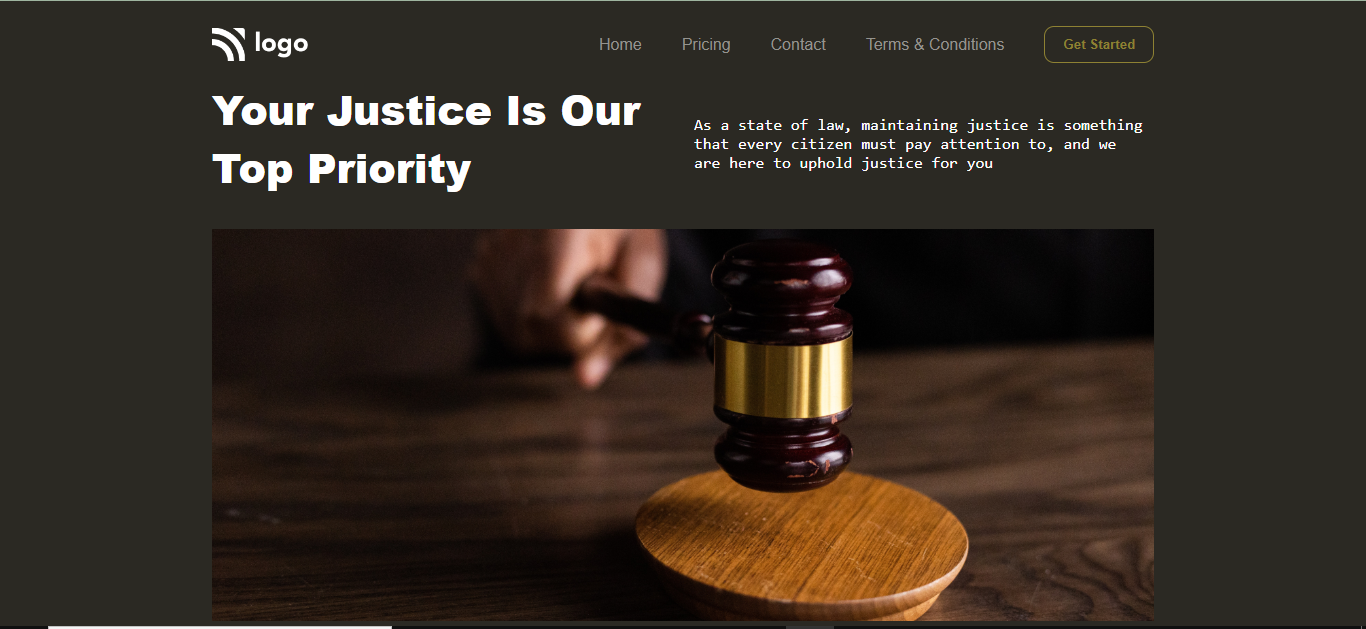 logo
Home Pricing Contact Terms & Conditions Get Started
Your Justice Is Our
Top Priority
As a state of law, maintaining justice is something
that every citizen must pay attention to, and we
are here to uphold justice for you